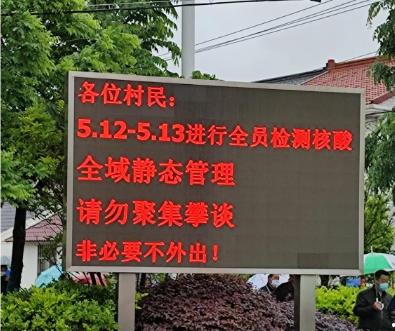 各位村民：
5.12-5.13进行全员检测核酸
全域静态管理
请勿聚集攀谈
非必要不外出！